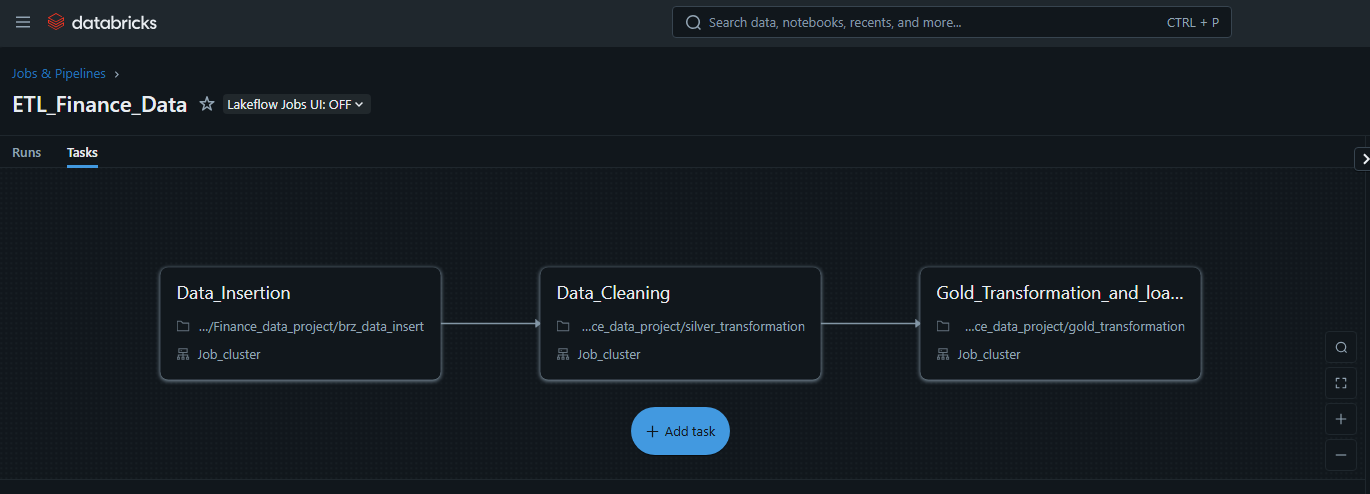 databricks
Search data, notebooks, recents, and more... CTRL + P
Jobs & Pipelines >
ETL_Finance_Data Lakeflow Jobs UI: OFF
Runs Tasks
Data_Insertion
.../Finance_data_project/brz_data_insert
Job_cluster
Data_Cleaning
...ce_data_project/silver_transformation
Job_cluster
Gold_Transformation_and_loa...
...ce_data_project/gold_transformation
Job_cluster
+ Add task